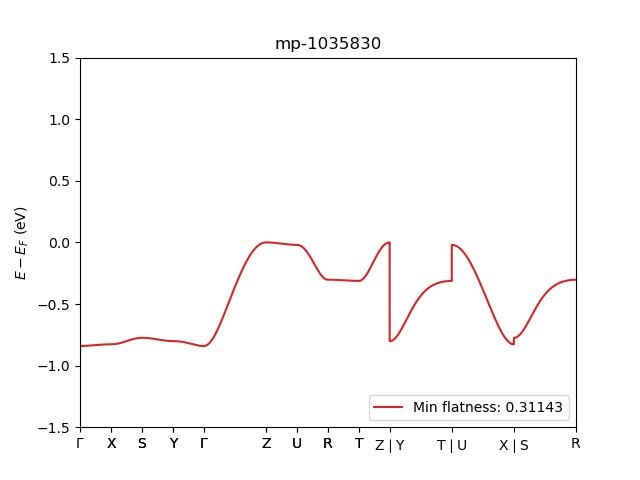 mp-1035830
E − E_F (eV)
1.5
1.0
0.5
0.0
−0.5
−1.0
−1.5
Γ X S Y Γ Z U R T Z | Y T | U X | S R
Min flatness: 0.31143